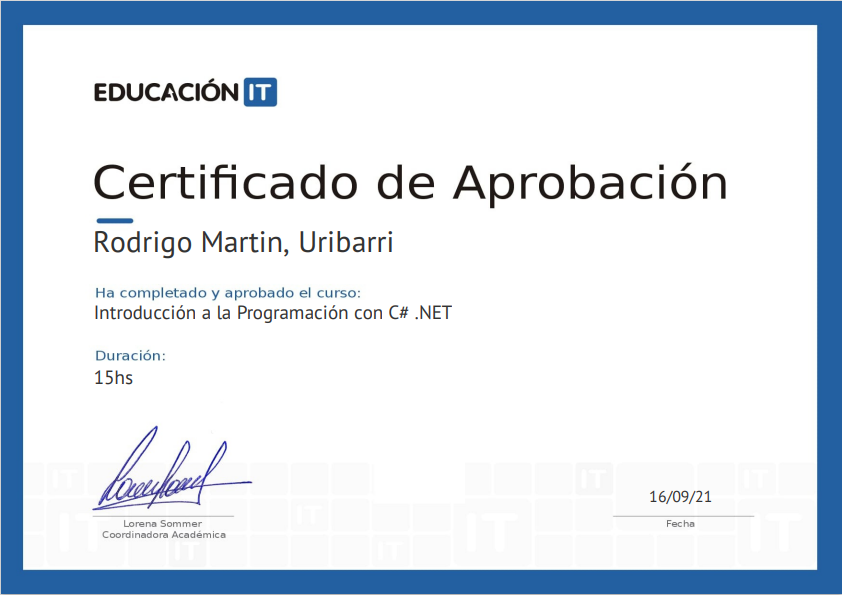 EDUCACIÓN IT
Certificado de Aprobación
Rodrigo Martin, Uribarri
Ha completado y aprobado el curso:
Introducción a la Programación con C# .NET
Duración:
15hs
Lorena Sommer
Coordinadora Académica
16/09/21
Fecha